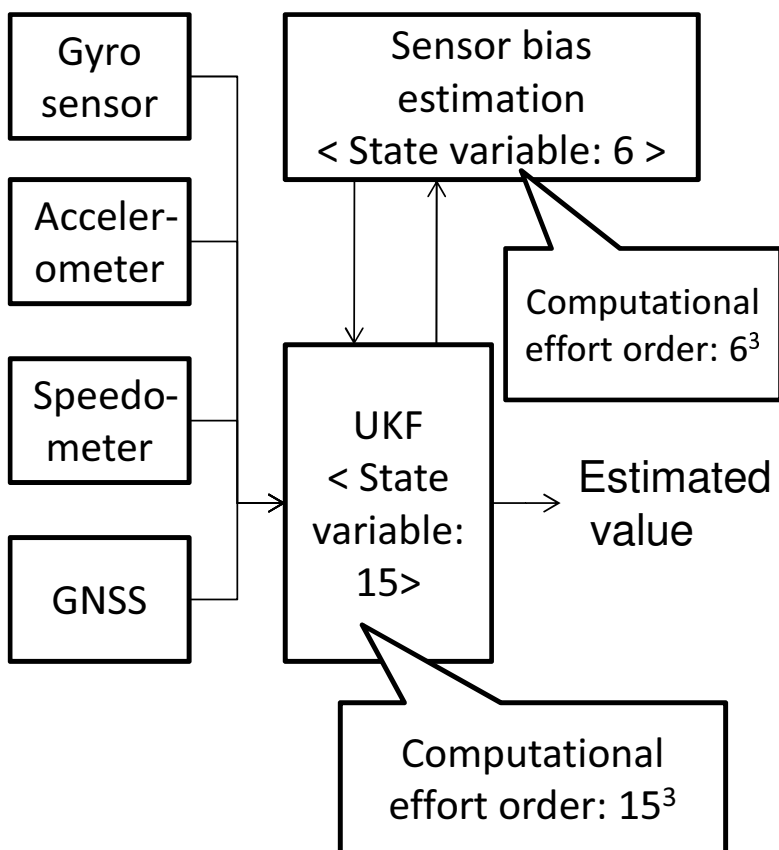 Gyro
sensor
Acceler-
ometer
Speedo-
meter
GNSS
Sensor bias
estimation
< State variable: 6 >
Computational
effort order: 6³
UKF
< State
variable:
15>
Estimated
value
Computational
effort order: 15³